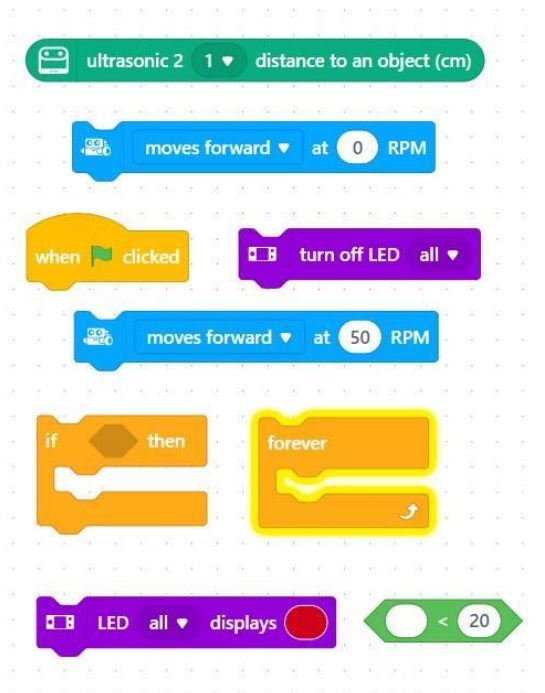 ultrasonic 2 1 distance to an object (cm)
moves forward at 0 RPM
when clicked
turn off LED all
moves forward at 50 RPM
if then
forever
LED all displays
< 20